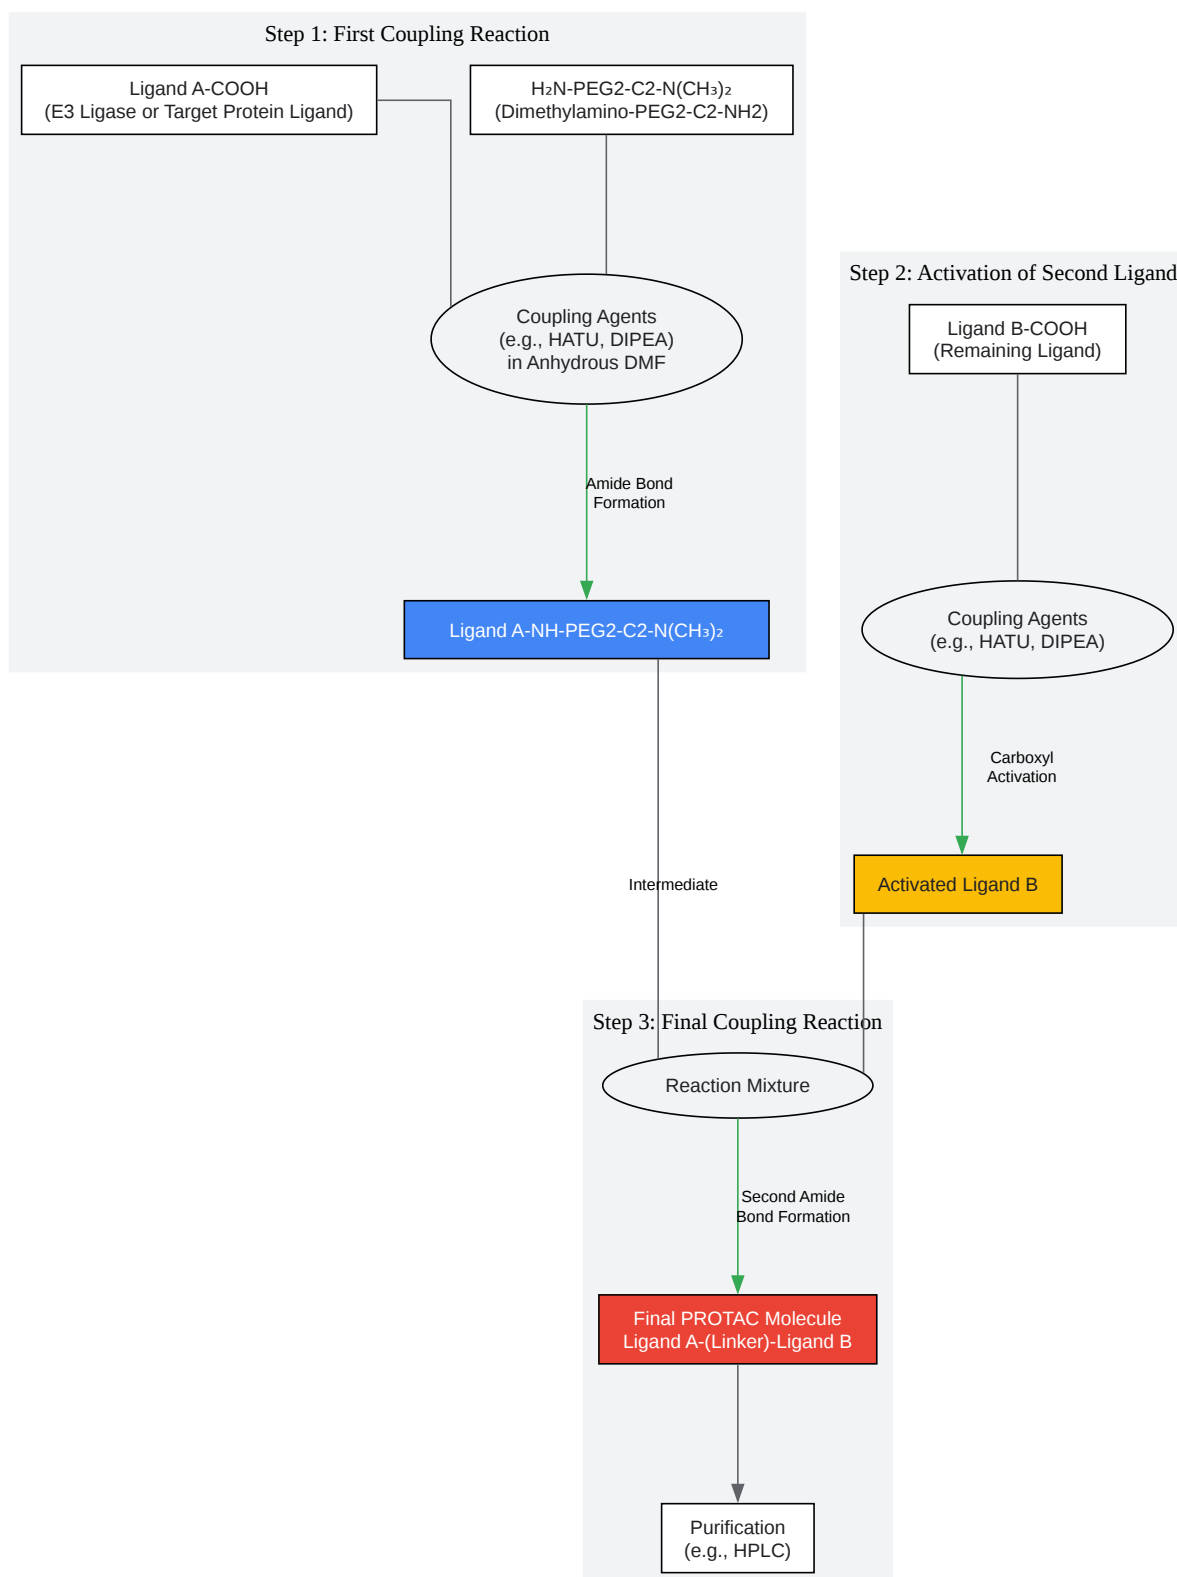 Step 1: First Coupling Reaction
Ligand A-COOH
(E3 Ligase or Target Protein Ligand)
H₂N-PEG2-C2-N(CH₃)₂
(Dimethylamino-PEG2-C2-NH2)
Coupling Agents
(e.g., HATU, DIPEA)
in Anhydrous DMF
Amide Bond
Formation
Ligand A-NH-PEG2-C2-N(CH₃)₂
Step 2: Activation of Second Ligand
Ligand B-COOH
(Remaining Ligand)
Coupling Agents
(e.g., HATU, DIPEA)
Carboxyl
Activation
Activated Ligand B
Intermediate
Step 3: Final Coupling Reaction
Reaction Mixture
Second Amide
Bond Formation
Final PROTAC Molecule
Ligand A-(Linker)-Ligand B
Purification
(e.g., HPLC)